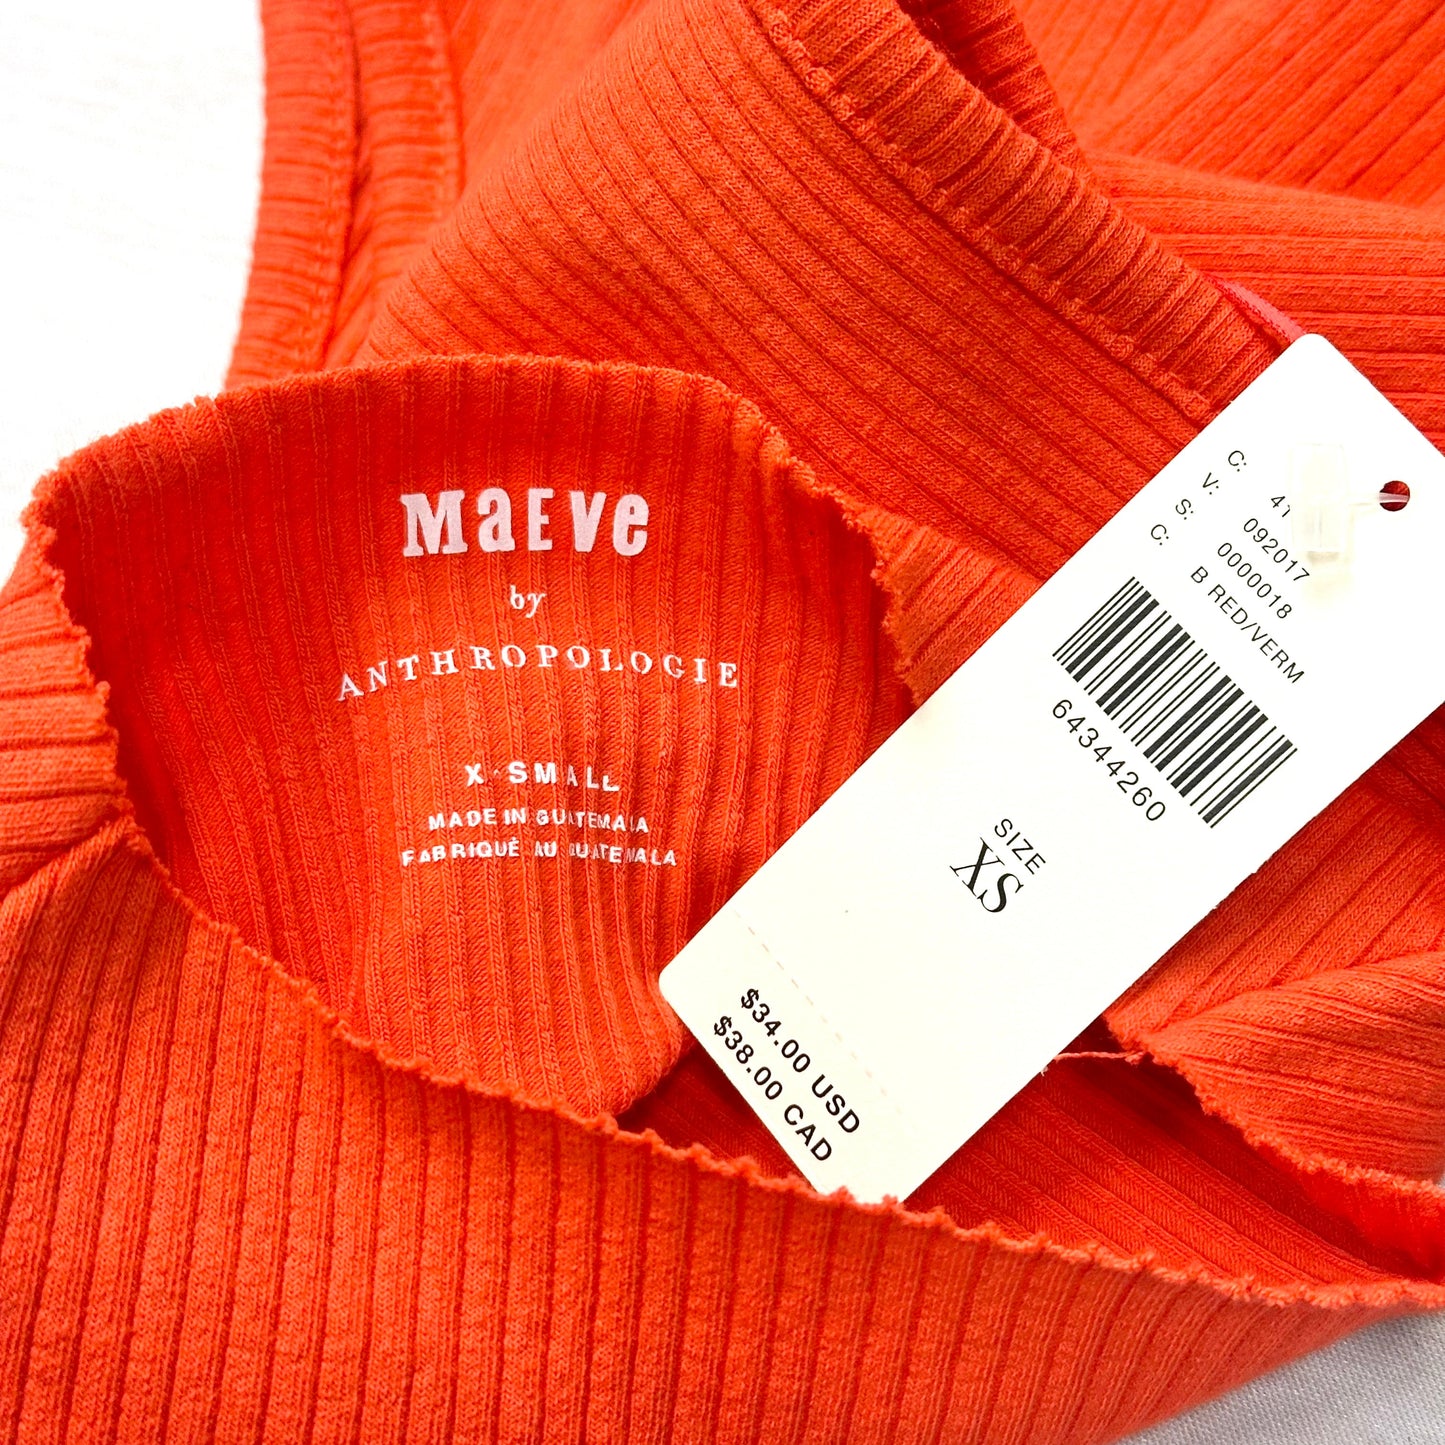 MaEve
by
ANTHROPOLOGIE
X-SMALL
MADE IN GUATEMALA
FABRIQUÉ AU GUATEMALA
C: 41
V: 092017
S: 0000018
C: B RED/VERM
64344260
SIZE
XS
$34.00 USD
$38.00 CAD